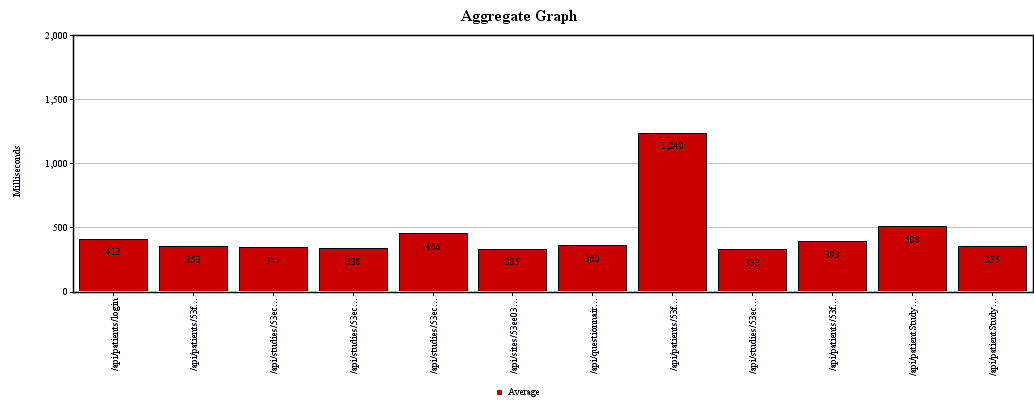 Aggregate Graph
2,000
1,500
1,000
500
0
Milliseconds
413
353
347
338
456
335
360
1,240
332
393
508
355
/api/patients/login
/api/patients/53f...
/api/studies/53ec...
/api/studies/53ec...
/api/studies/53ec...
/api/sites/53ee03...
/api/questionnair...
/api/patients/53f...
/api/studies/53ec...
/api/patients/53f...
/api/patientStudy...
/api/patientStudy...
Average